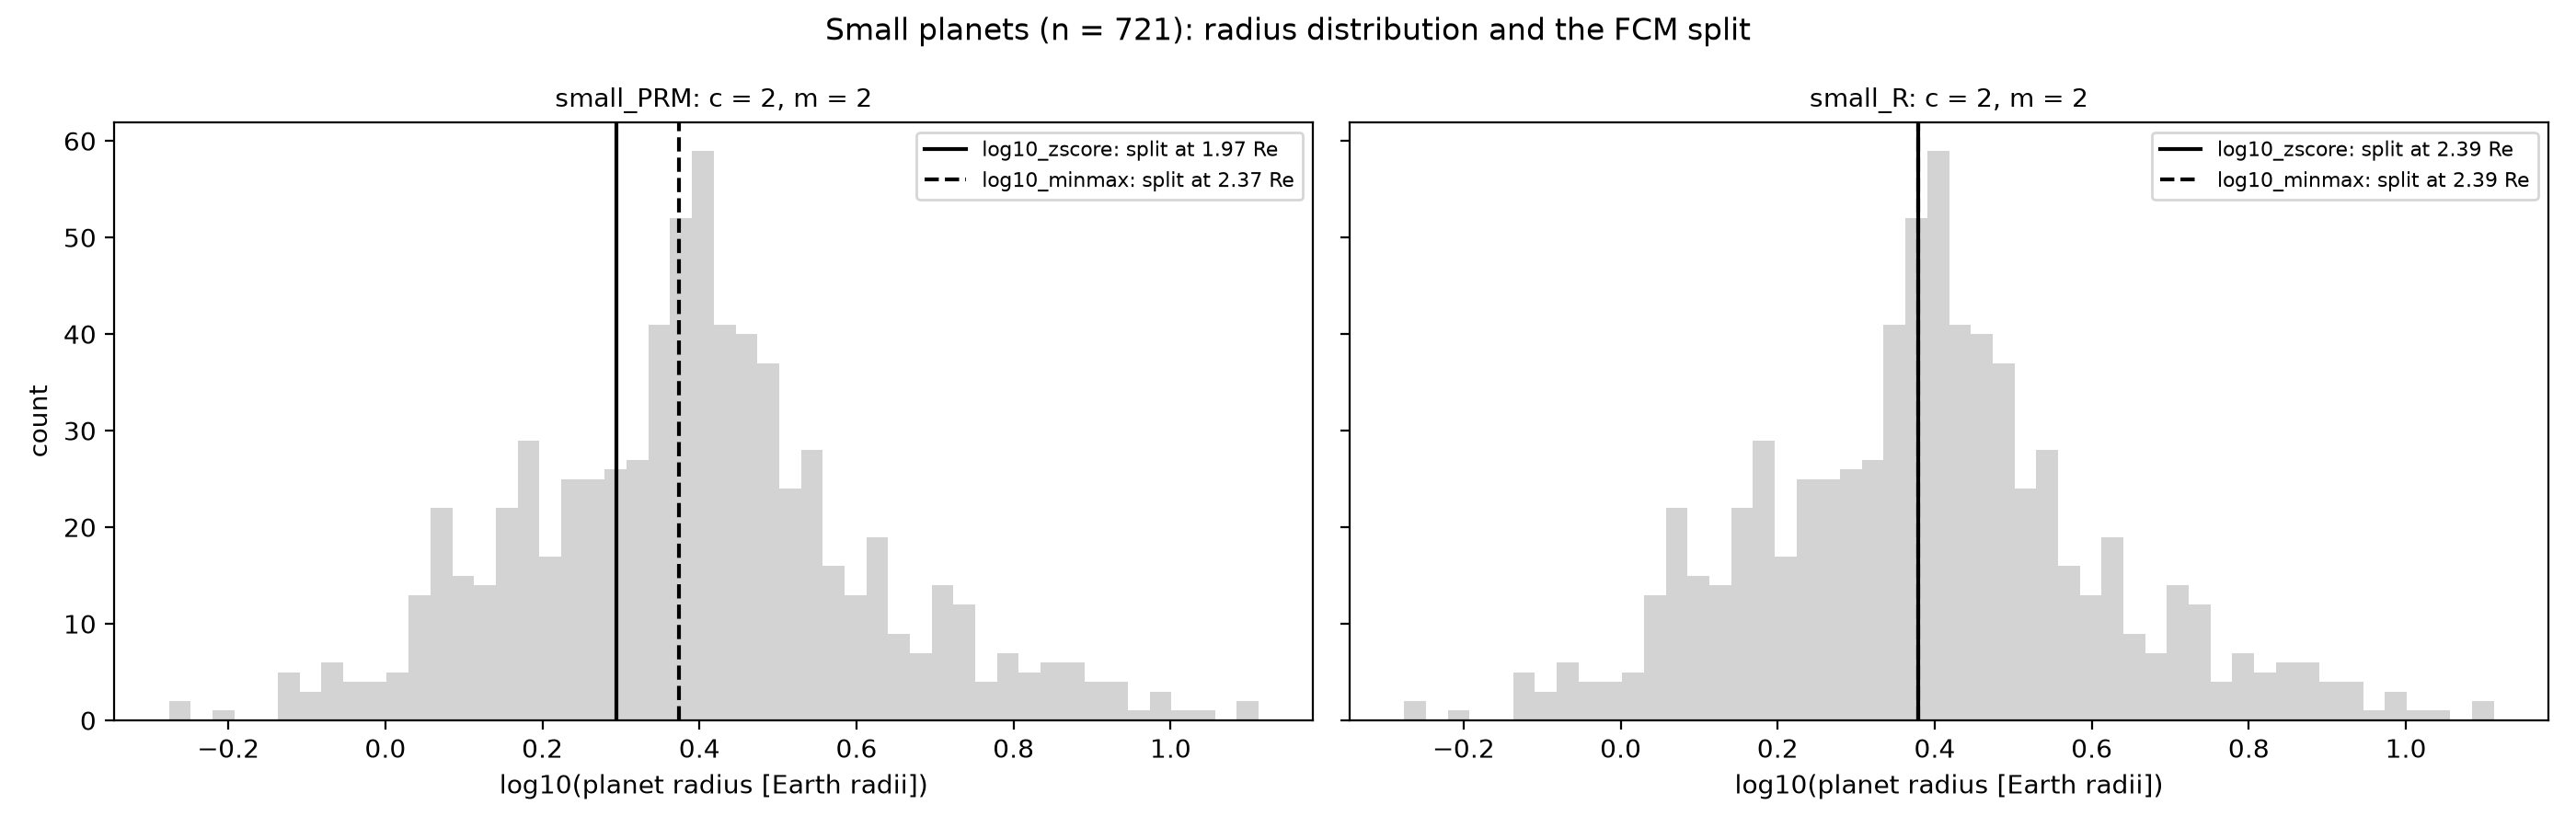 Small planets (n = 721): radius distribution and the FCM split
small_PRM: c = 2, m = 2
log10_zscore: split at 1.97 Re
log10_minmax: split at 2.37 Re
60
50
40
30
20
10
0
count
−0.2
0.0
0.2
0.4
0.6
0.8
1.0
log10(planet radius [Earth radii])
small_R: c = 2, m = 2
log10_zscore: split at 2.39 Re
log10_minmax: split at 2.39 Re
−0.2
0.0
0.2
0.4
0.6
0.8
1.0
log10(planet radius [Earth radii])